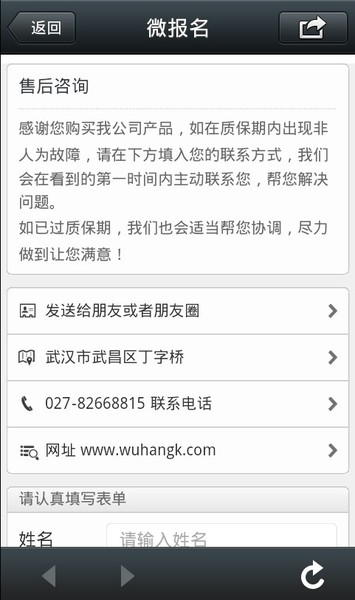 返回
微报名
售后咨询
感谢您购买我公司产品，如在质保期内出现非
人为故障，请在下方填入您的联系方式，我们
会在看到的第一时间内主动联系您，帮您解决
问题。
如已过质保期，我们也会适当帮您协调，尽力
做到让您满意！
发送给朋友或者朋友圈
武汉市武昌区丁字桥
027-82668815 联系电话
网址 www.wuhangk.com
请认真填写表单
姓名
请输入姓名